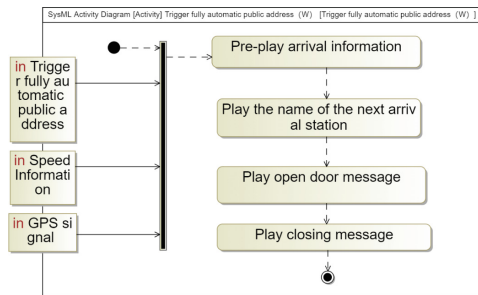 SysML Activity Diagram [Activity] Trigger fully automatic public address（W） [Trigger fully automatic public address（W）]
Pre-play arrival information
in Trigge
r fully au
tomatic
public a
ddress
Play the name of the next arriv
al station
in Speed
Informati
on
Play open door message
in GPS si
gnal
Play closing message